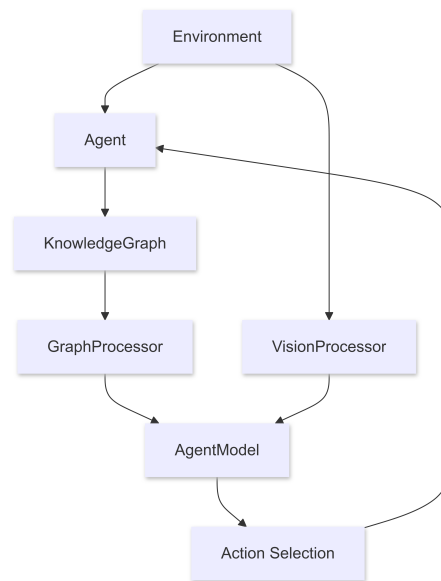 Environment
Agent
KnowledgeGraph
GraphProcessor
VisionProcessor
AgentModel
Action Selection